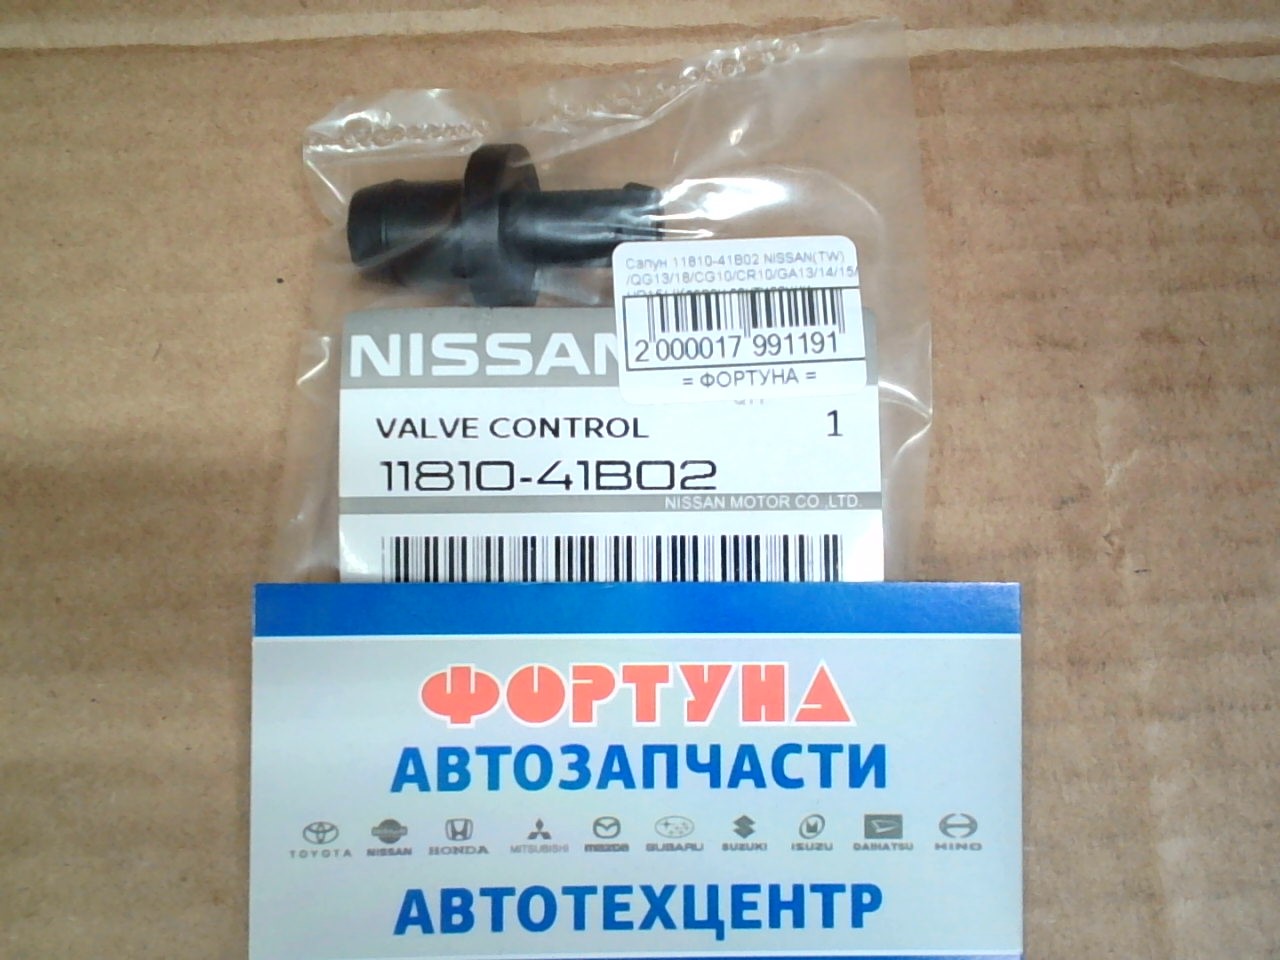 Сапун 11810-41B02 NISSAN(TW)
/QG13/18/CG10/CR10/GA13/14/15/
2 000017 991191
= ФОРТУНА =
NISSAN
VALVE CONTROL 1
11810-41B02
NISSAN MOTOR CO.,LTD.
ФОРТУНА
АВТОЗАПЧАСТИ
TOYOTA NISSAN HONDA MITSUBISHI mazda SUBARU SUZUKI ISUZU DAIHATSU HINO
АВТОТЕХЦЕНТР